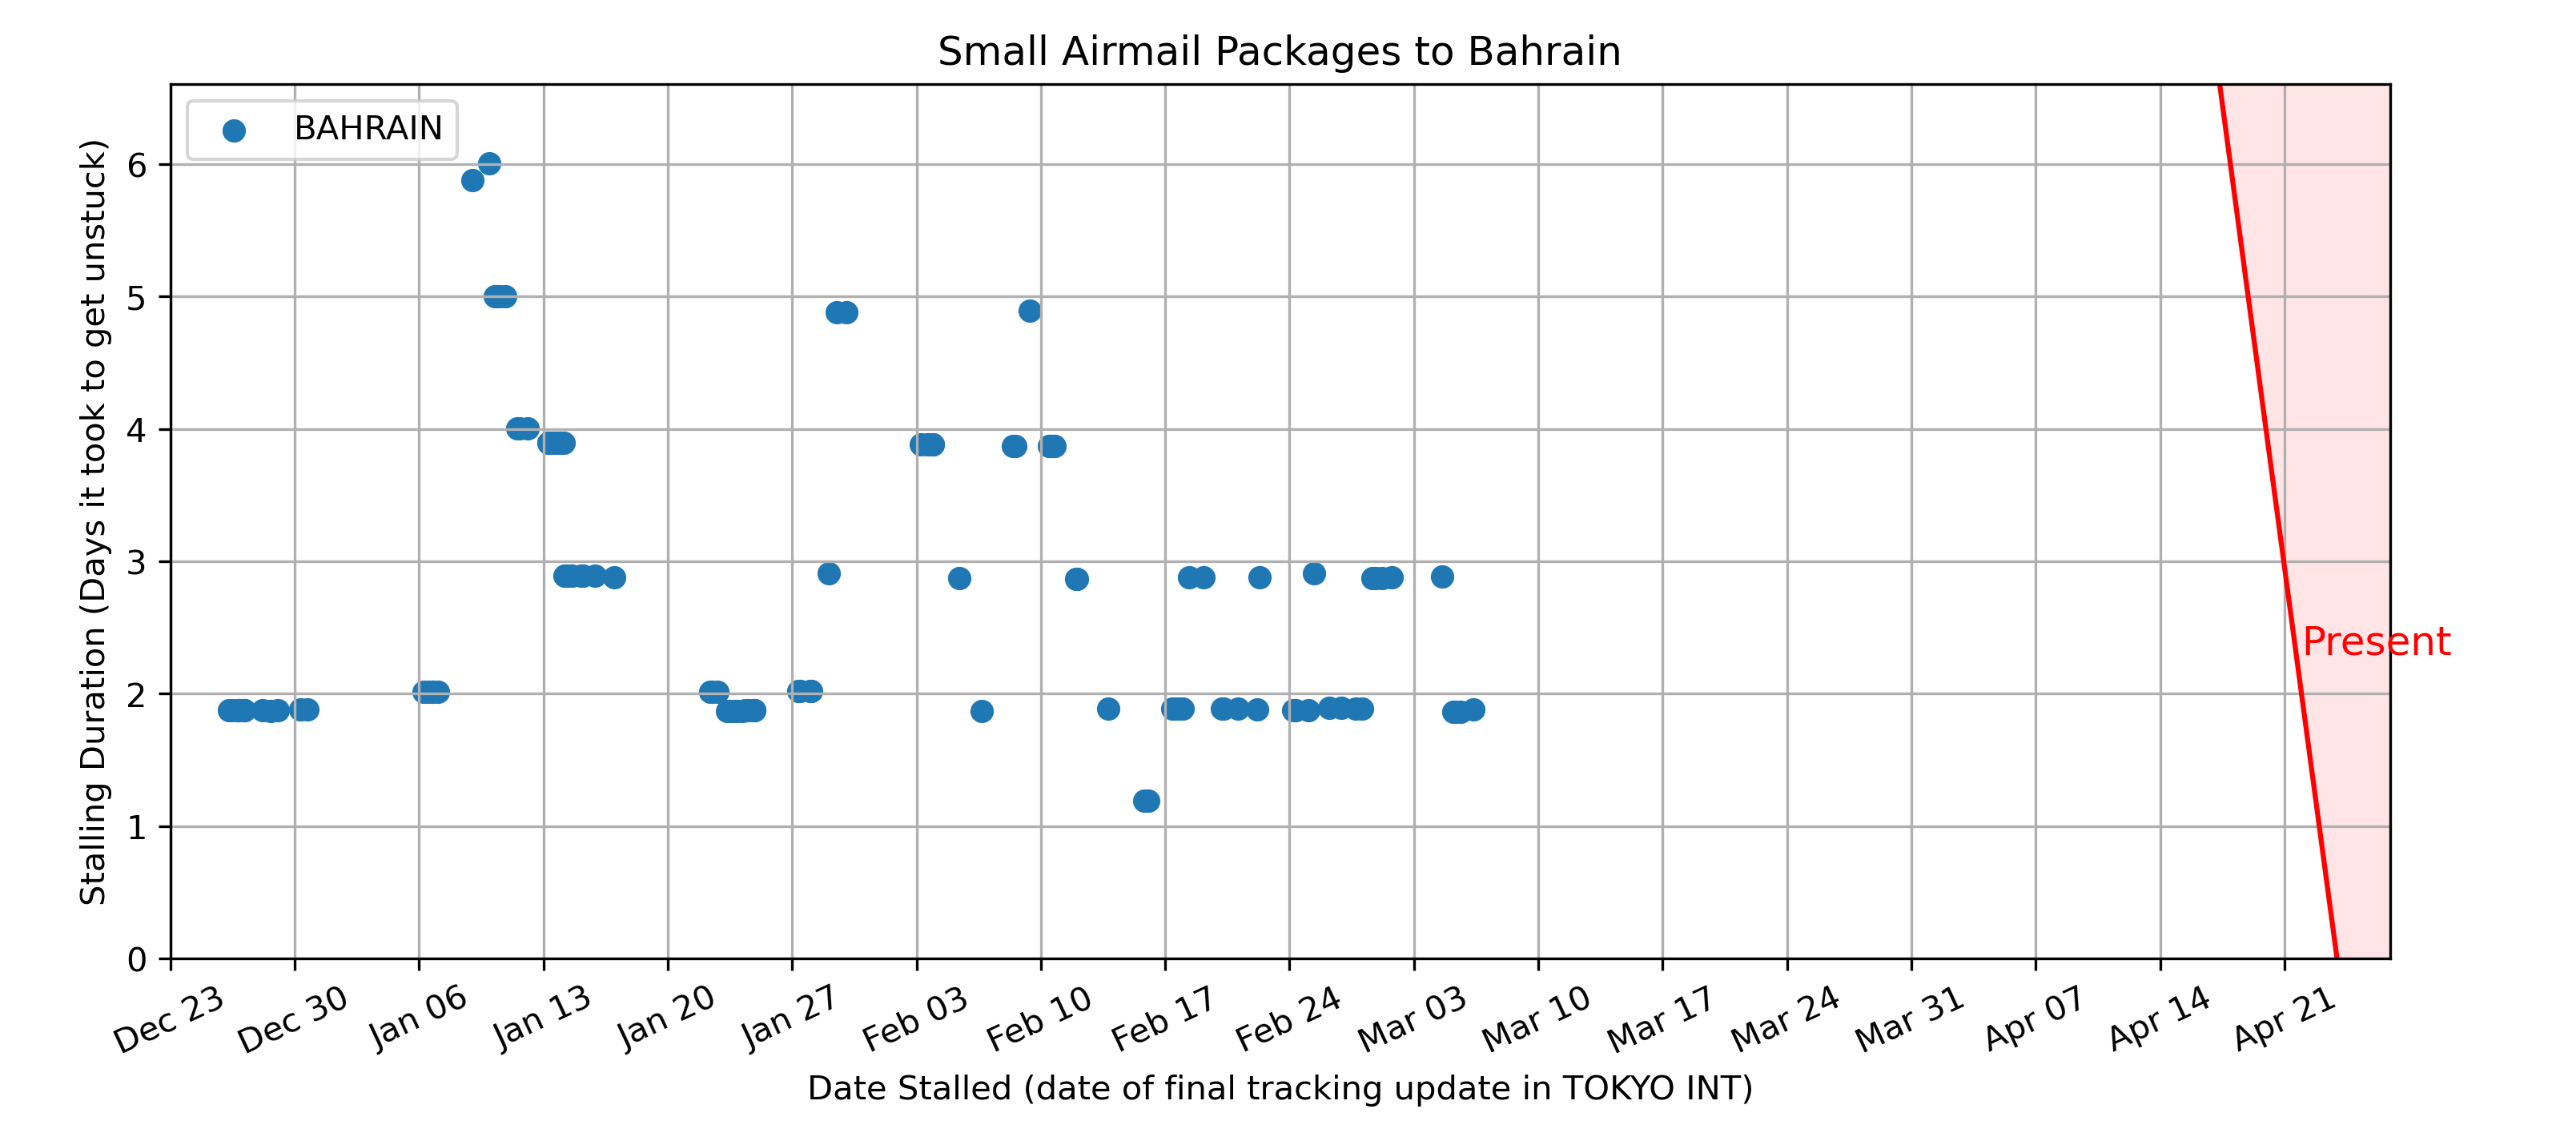 Small Airmail Packages to Bahrain
BAHRAIN
Stalling Duration (Days it took to get unstuck)
6
5
4
3
2
1
0
Present
Dec 23
Dec 30
Jan 06
Jan 13
Jan 20
Jan 27
Feb 03
Feb 10
Feb 17
Feb 24
Mar 03
Mar 10
Mar 17
Mar 24
Mar 31
Apr 07
Apr 14
Apr 21
Date Stalled (date of final tracking update in TOKYO INT)